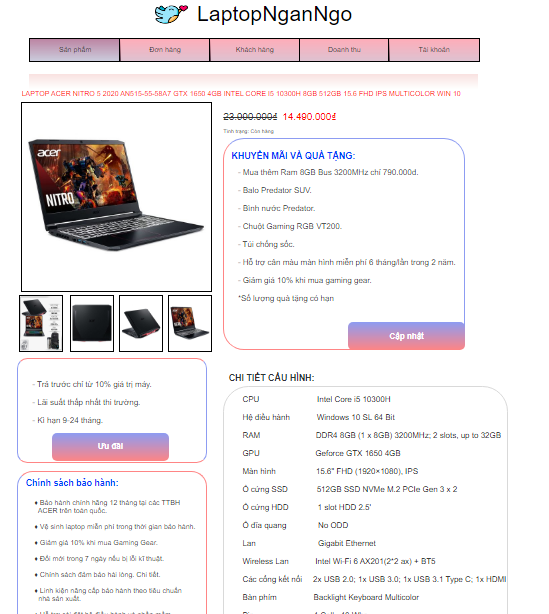 LaptopNganNgo
Sản phẩm
Đơn hàng
Khách hàng
Doanh thu
Tài khoản
LAPTOP ACER NITRO 5 2020 AN515-55-58A7 GTX 1650 4GB INTEL CORE I5 10300H 8GB 512GB 15.6 FHD IPS MULTICOLOR WIN 10
acer
NITRO
23.090.000₫ 14.490.000₫
Tình trạng: Còn hàng
KHUYẾN MÃI VÀ QUÀ TẶNG:
- Mua thêm Ram 8GB Bus 3200MHz chỉ 790.000đ.
- Balo Predator SUV.
- Bình nước Predator.
- Chuột Gaming RGB VT200.
- Túi chống sốc.
- Hỗ trợ cân màu màn hình miễn phí 6 tháng/lần trong 2 năm.
- Giảm giá 10% khi mua gaming gear.
*Số lượng quà tặng có hạn
Cập nhật
- Trả trước chỉ từ 10% giá trị máy.
- Lãi suất thấp nhất thị trường.
- Kì hạn 9-24 tháng.
Ưu đãi
Chính sách bảo hành:
♦ Bảo hành chính hãng 12 tháng tại các TTBH
ACER trên toàn quốc.
♦ Vệ sinh laptop miễn phí trong thời gian bảo hành.
♦ Giảm giá 10% khi mua Gaming Gear.
♦ Đổi mới trong 7 ngày nếu bị lỗi kĩ thuật.
♦ Chính sách đảm bảo hài lòng. Chi tiết.
♦ Linh kiện nâng cấp bảo hành theo tiêu chuẩn
nhà sản xuất.
CHI TIẾT CẤU HÌNH:
CPU Intel Core i5 10300H
Hệ điều hành Windows 10 SL 64 Bit
RAM DDR4 8GB (1 x 8GB) 3200MHz; 2 slots, up to 32GB
GPU Geforce GTX 1650 4GB
Màn hình 15.6" FHD (1920×1080), IPS
Ổ cứng SSD 512GB SSD NVMe M.2 PCIe Gen 3 x 2
Ổ cứng HDD 1 slot HDD 2.5'
Ổ đĩa quang No ODD
Lan Gigabit Ethernet
Wireless Lan Intel Wi-Fi 6 AX201(2*2 ax) + BT5
Các cổng kết nối 2x USB 2.0; 1x USB 3.0; 1x USB 3.1 Type C; 1x HDMI
Bàn phím Backlight Keyboard Multicolor